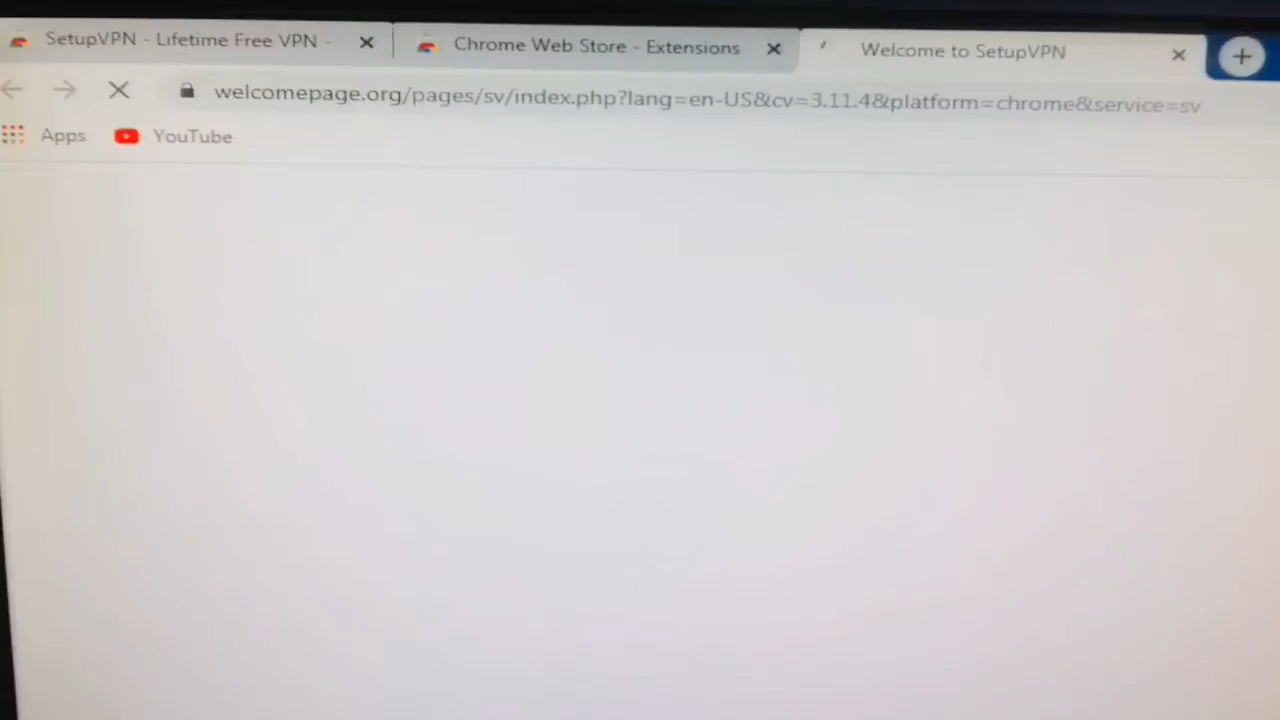 SetupVPN - Lifetime Free VPN -
Chrome Web Store - Extensions
Welcome to SetupVPN
welcomepage.org/pages/sv/index.php?lang=en-US&cv=3.11.4&platform=chrome&service=sv
Apps
YouTube